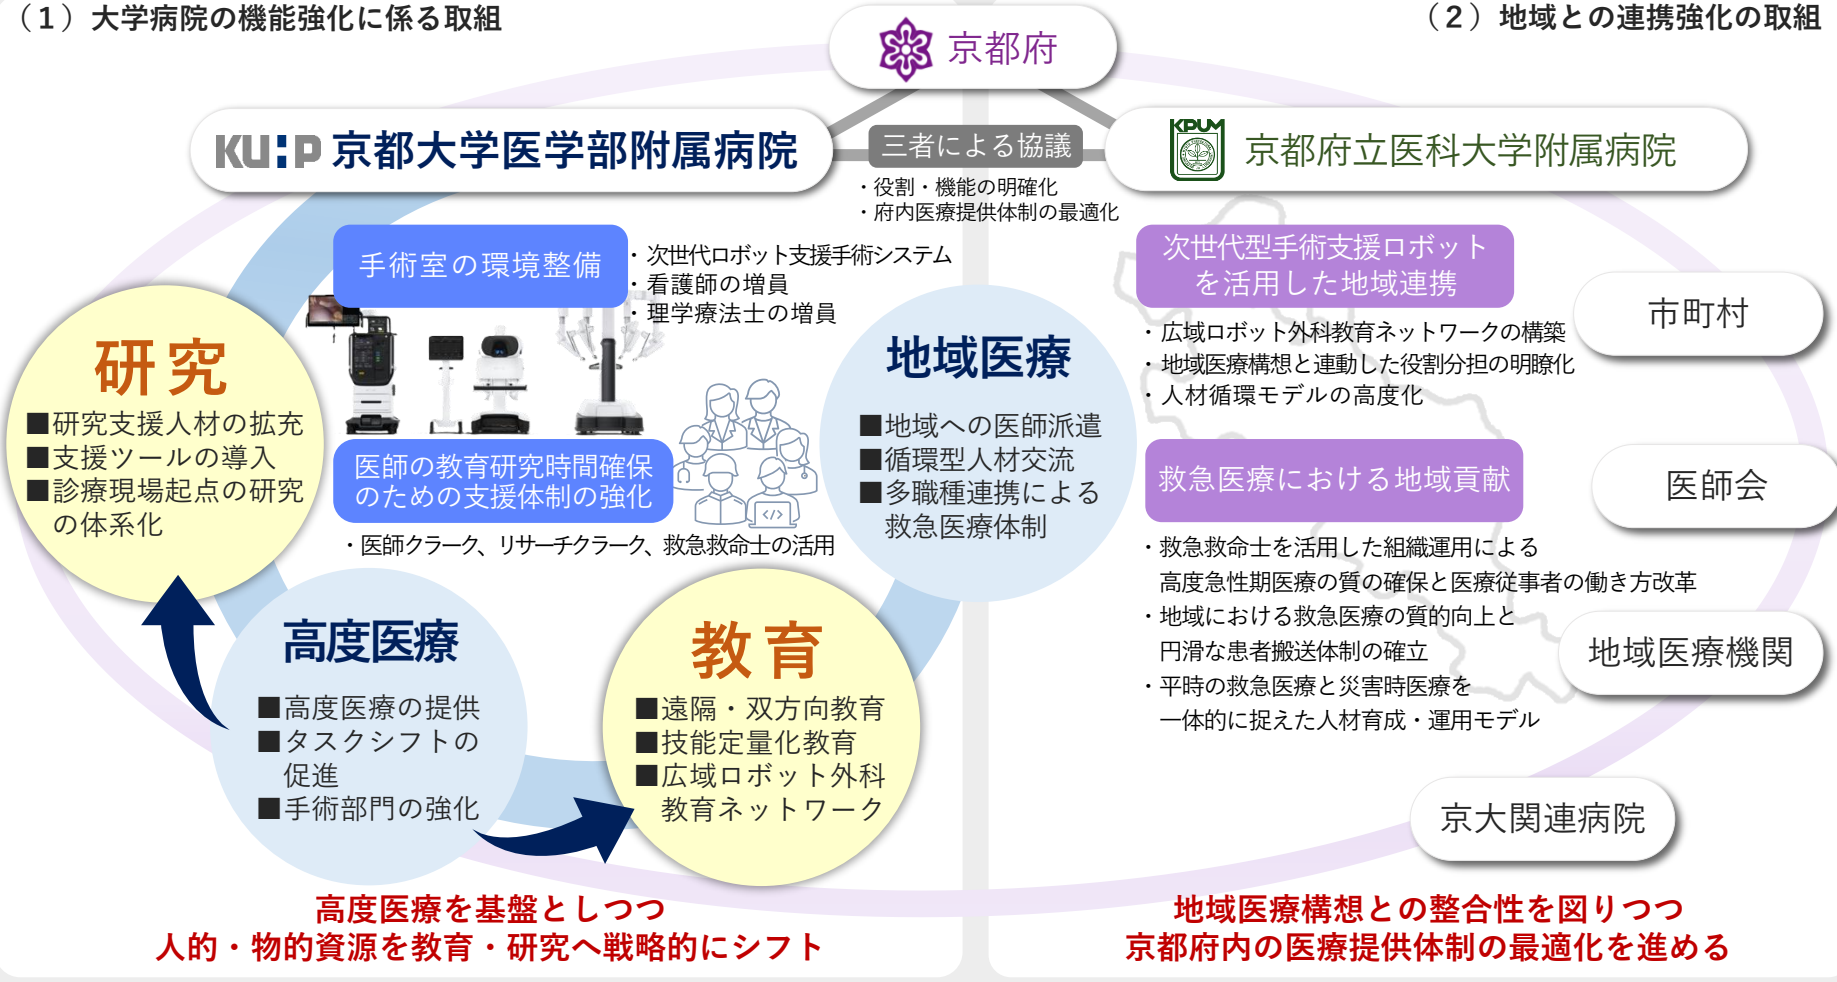 （１）大学病院の機能強化に係る取組
（２）地域との連携強化の取組
京都府
KUHP 京都大学医学部附属病院
三者による協議
KPUM
京都府立医科大学附属病院
・役割・機能の明確化
・府内医療提供体制の最適化
手術室の環境整備
・次世代ロボット支援手術システム
・看護師の増員
・理学療法士の増員
研究
■研究支援人材の拡充
■支援ツールの導入
■診療現場起点の研究
の体系化
医師の教育研究時間確保
のための支援体制の強化
</>
・医師クラーク、リサーチクラーク、救急救命士の活用
地域医療
■地域への医師派遣
■循環型人材交流
■多職種連携による
救急医療体制
高度医療
■高度医療の提供
■タスクシフトの
促進
■手術部門の強化
教育
■遠隔・双方向教育
■技能定量化教育
■広域ロボット外科
教育ネットワーク
高度医療を基盤としつつ
人的・物的資源を教育・研究へ戦略的にシフト
次世代型手術支援ロボット
を活用した地域連携
・広域ロボット外科教育ネットワークの構築
・地域医療構想と連動した役割分担の明瞭化
・人材循環モデルの高度化
救急医療における地域貢献
・救急救命士を活用した組織運用による
高度急性期医療の質の確保と医療従事者の働き方改革
・地域における救急医療の質的向上と
円滑な患者搬送体制の確立
・平時の救急医療と災害時医療を
一体的に捉えた人材育成・運用モデル
市町村
医師会
地域医療機関
京大関連病院
地域医療構想との整合性を図りつつ
京都府内の医療提供体制の最適化を進める